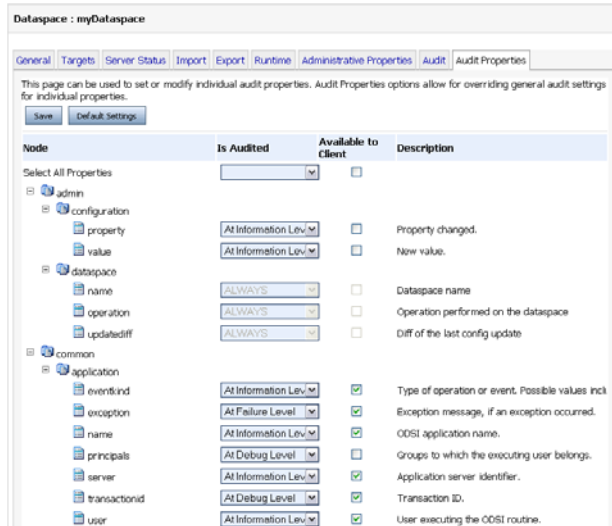 Dataspace : myDataspace
General Targets Server Status Import Export Runtime Administrative Properties Audit Audit Properties
This page can be used to set or modify individual audit properties. Audit Properties options allow for overriding general audit settings
for individual properties.
Save Default Settings
Node Is Audited Available to Client Description
Select All Properties
admin
configuration
property At Information Lev Property changed.
value At Information Lev New value.
dataspace
name ALWAYS Dataspace name
operation ALWAYS Operation performed on the dataspace
updatediff ALWAYS Diff of the last config update
common
application
eventkind At Information Lev Type of operation or event. Possible values incl
exception At Failure Level Exception message, if an exception occurred.
name At Information Lev ODSI application name.
principals At Debug Level Groups to which the executing user belongs.
server At Information Lev Application server identifier.
transactionid At Debug Level Transaction ID.
user At Information Lev User executing the ODSI routine.